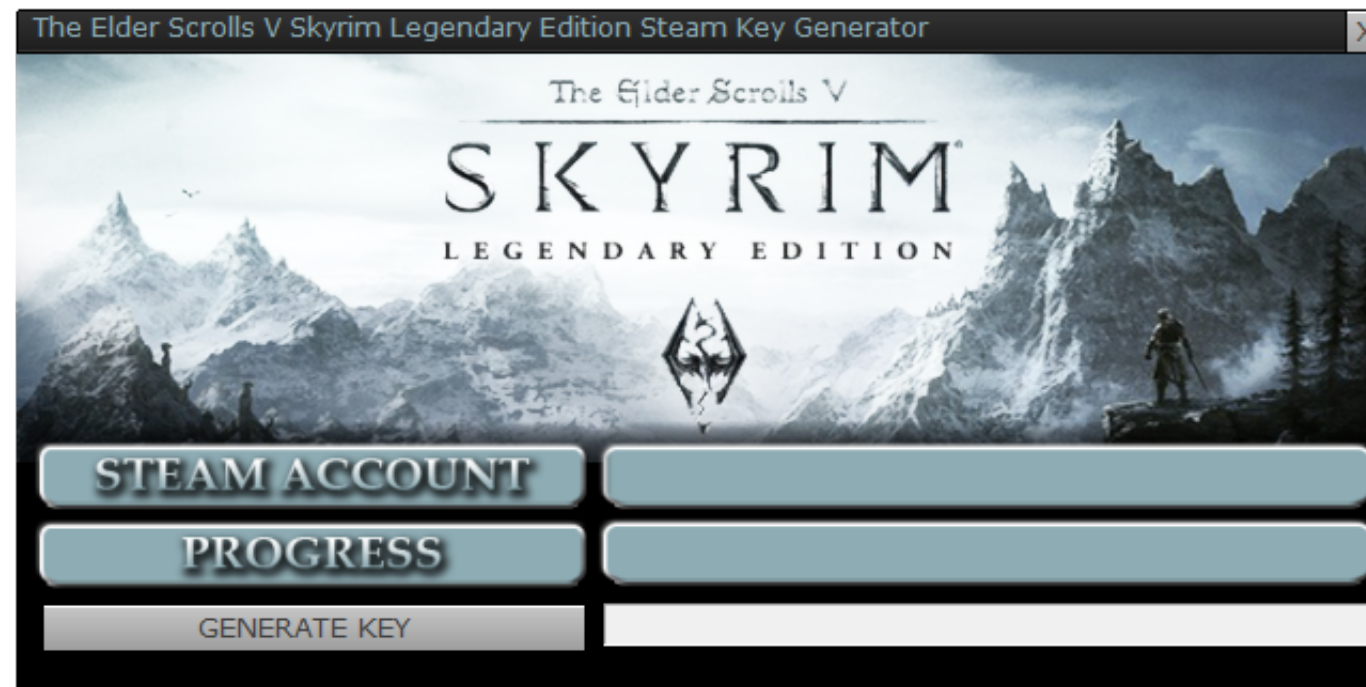 The Elder Scrolls V Skyrim Legendary Edition Steam Key Generator
X
The Elder Scrolls V
SKYRIM®
LEGENDARY EDITION
STEAM ACCOUNT
PROGRESS
GENERATE KEY